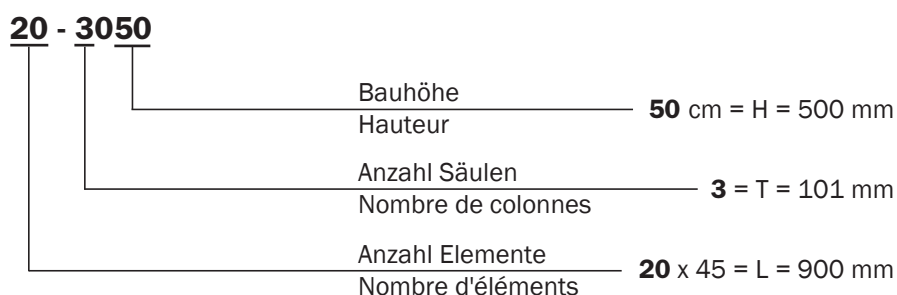 20 - 3050
Bauhöhe
Hauteur
50 cm = H = 500 mm
Anzahl Säulen
Nombre de colonnes
3 = T = 101 mm
Anzahl Elemente
Nombre d'éléments
20 x 45 = L = 900 mm